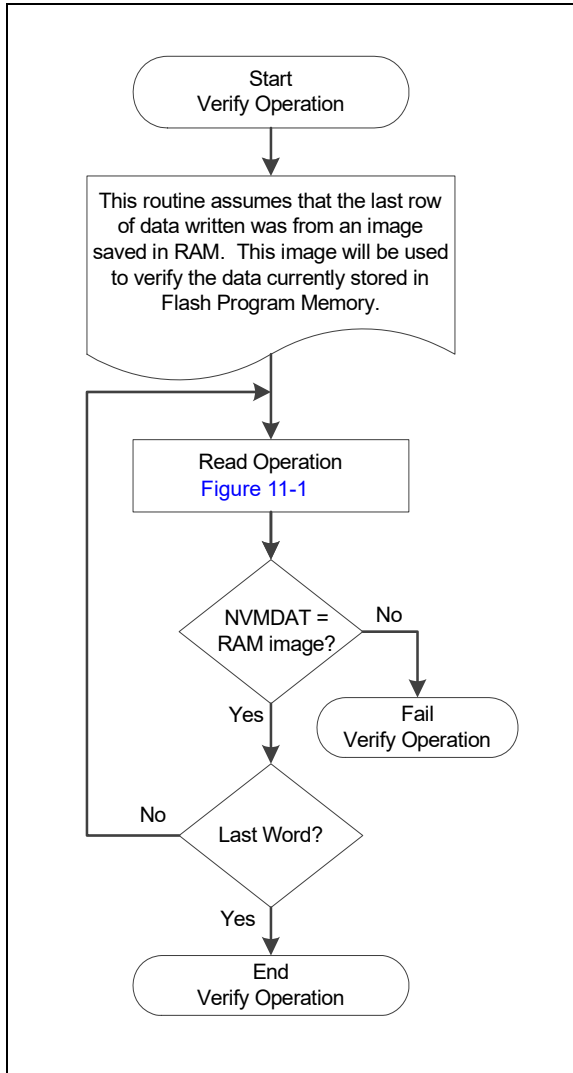 Start
Verify Operation
This routine assumes that the last row
of data written was from an image
saved in RAM. This image will be used
to verify the data currently stored in
Flash Program Memory.
Read Operation
Figure 11-1
NVMDAT =
RAM image?
No
Yes
Fail
Verify Operation
No
Last Word?
Yes
End
Verify Operation